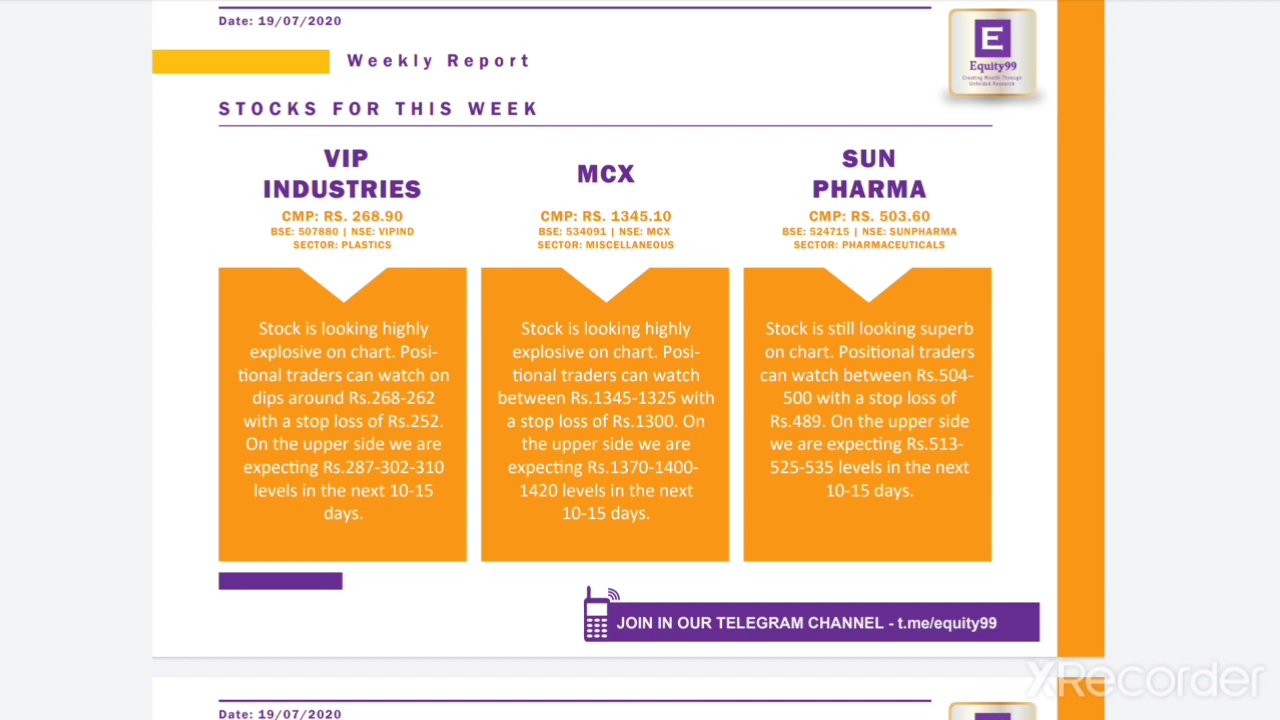 Date: 19/07/2020
Weekly Report
E
Equity99
Creating Wealth Through
Unbiased Research
STOCKS FOR THIS WEEK
VIP
INDUSTRIES
CMP: RS. 268.90
BSE: 507880 | NSE: VIPIND
SECTOR: PLASTICS
Stock is looking highly
explosive on chart. Posi-
tional traders can watch on
dips around Rs.268-262
with a stop loss of Rs.252.
On the upper side we are
expecting Rs.287-302-310
levels in the next 10-15
days.
MCX
CMP: RS. 1345.10
BSE: 534091 | NSE: MCX
SECTOR: MISCELLANEOUS
Stock is looking highly
explosive on chart. Posi-
tional traders can watch
between Rs.1345-1325 with
a stop loss of Rs.1300. On
the upper side we are
expecting Rs.1370-1400-
1420 levels in the next
10-15 days.
SUN
PHARMA
CMP: RS. 503.60
BSE: 524715 | NSE: SUNPHARMA
SECTOR: PHARMACEUTICALS
Stock is still looking superb
on chart. Positional traders
can watch between Rs.504-
500 with a stop loss of
Rs.489. On the upper side
we are expecting Rs.513-
525-535 levels in the next
10-15 days.
JOIN IN OUR TELEGRAM CHANNEL - t.me/equity99
XRecorder
Date: 19/07/2020